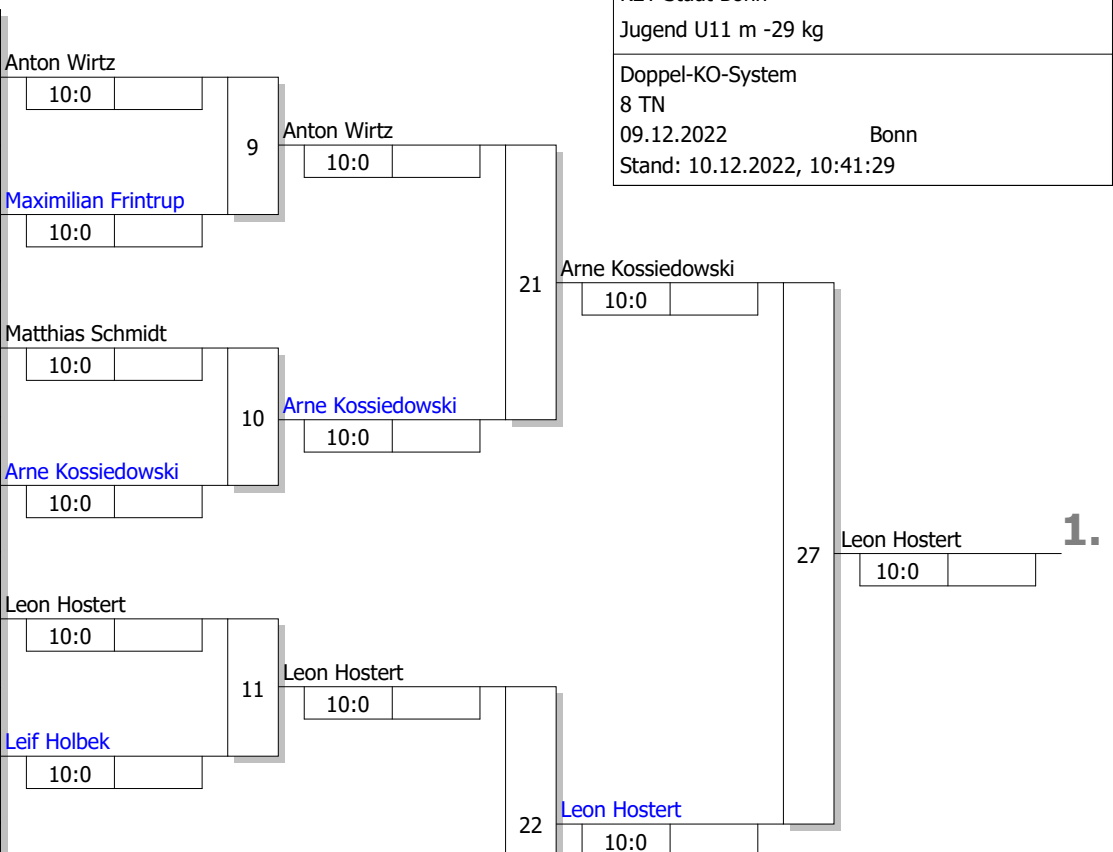 Jugend U11 m -29 kg
Doppel-KO-System
8 TN
09.12.2022 Bonn
Stand: 10.12.2022, 10:41:29
Anton Wirtz
10:0
9
Anton Wirtz
10:0
Maximilian Frintrup
10:0
21
Arne Kossiedowski
10:0
Matthias Schmidt
10:0
10
Arne Kossiedowski
10:0
Arne Kossiedowski
10:0
27
Leon Hostert
1.
10:0
Leon Hostert
10:0
11
Leon Hostert
10:0
Leif Holbek
10:0
22
Leon Hostert
10:0